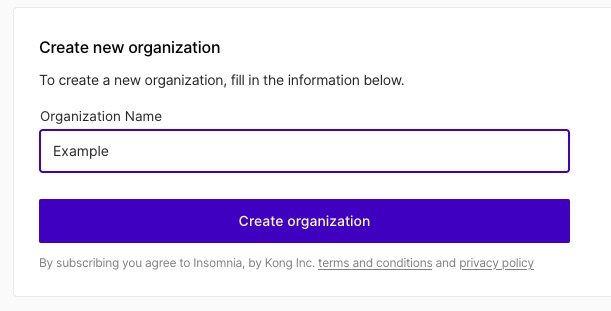 Create new organization
To create a new organization, fill in the information below.
Organization Name
Example
Create organization
By subscribing you agree to Insomnia, by Kong Inc. terms and conditions and privacy policy